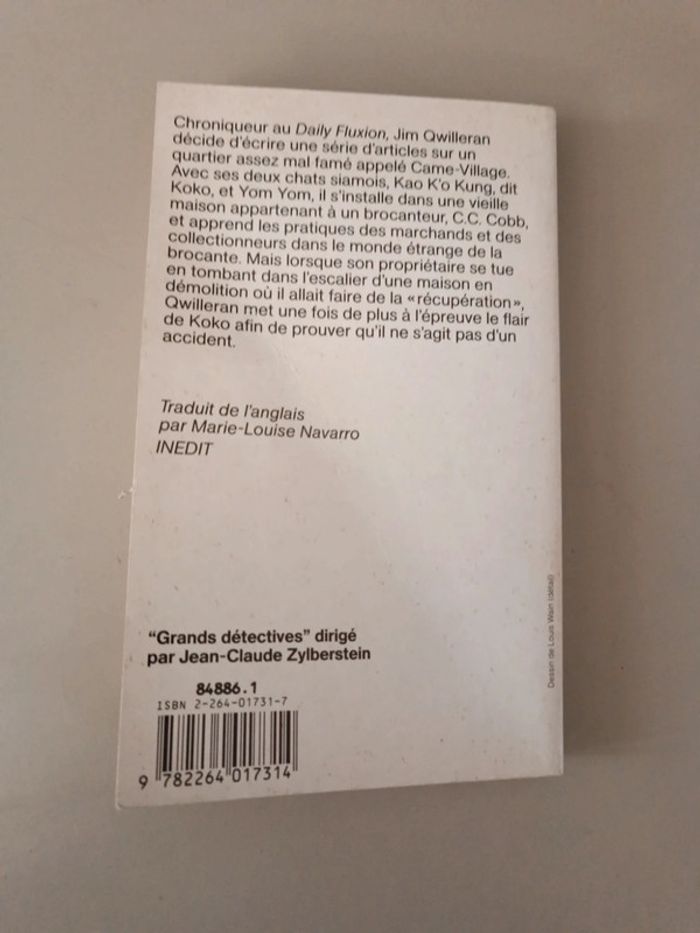 Chroniqueur au Daily Fluxion, Jim Qwilleran
décide d'écrire une série d'articles sur un
quartier assez mal famé appelé Came-Village.
Avec ses deux chats siamois, Kao K'o Kung, dit
Koko, et Yom Yom, il s'installe dans une vieille
maison appartenant à un brocanteur, C.C. Cobb,
et apprend les pratiques des marchands et des
collectionneurs dans le monde étrange de la
brocante. Mais lorsque son propriétaire se tue
en tombant dans l'escalier d'une maison en
démolition où il allait faire de la «récupération»,
Qwilleran met une fois de plus à l'épreuve le flair
de Koko afin de prouver qu'il ne s'agit pas d'un
accident.
Traduit de l'anglais
par Marie-Louise Navarro
INEDIT
Dessin de Louis Wain (détail)
"Grands détectives" dirigé
par Jean-Claude Zylberstein
84886.1
ISBN 2-264-01731-7
9 782264 017314